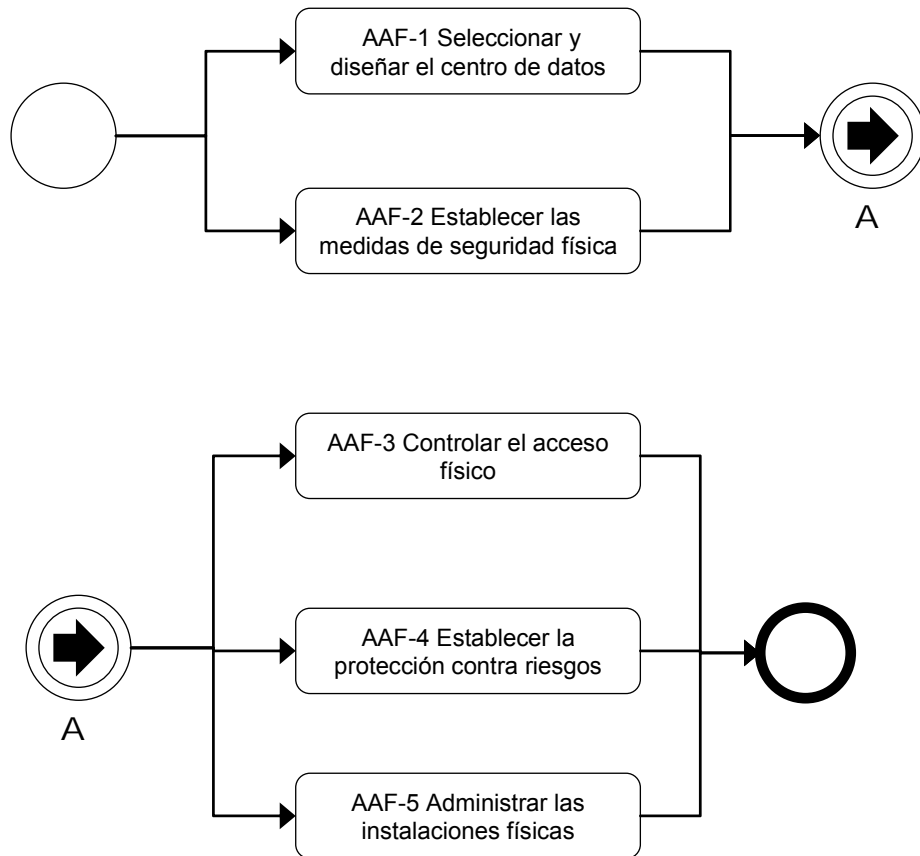 AAF-1 Seleccionar y
diseñar el centro de datos
A
AAF-2 Establecer las
medidas de seguridad física
AAF-3 Controlar el acceso
físico
AAF-4 Establecer la
protección contra riesgos
A
AAF-5 Administrar las
instalaciones físicas